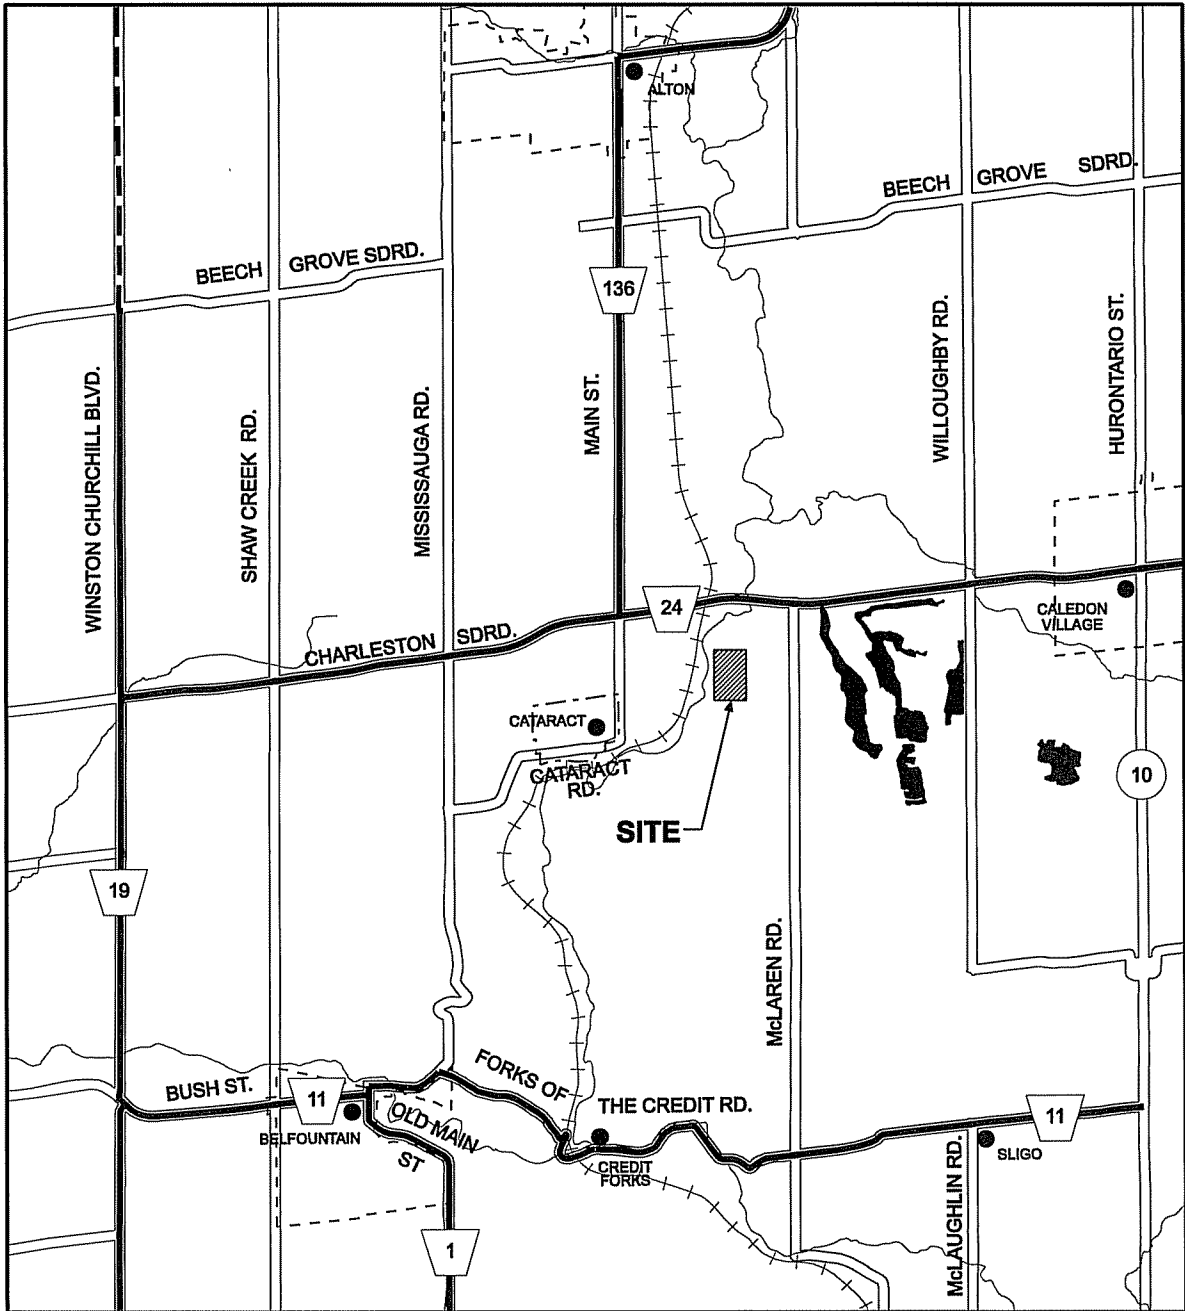 ALTON
BEECH GROVE SDRD.
BEECH GROVE SDRD.
136
WINSTON CHURCHILL BLVD.
SHAW CREEK RD.
MISSISSAUGA RD.
MAIN ST.
WILLOUGHBY RD.
HURONTARIO ST.
24
CHARLESTON SDRD.
CALEDON
VILLAGE
CATARACT
CATARACT
RD.
10
SITE
19
McLAREN RD.
FORKS OF
THE CREDIT RD.
BUSH ST.
11
11
BELFOUNTAIN
OLD MAIN
ST
CREDIT
FORKS
SLIGO
McLAUGHLIN RD.
1